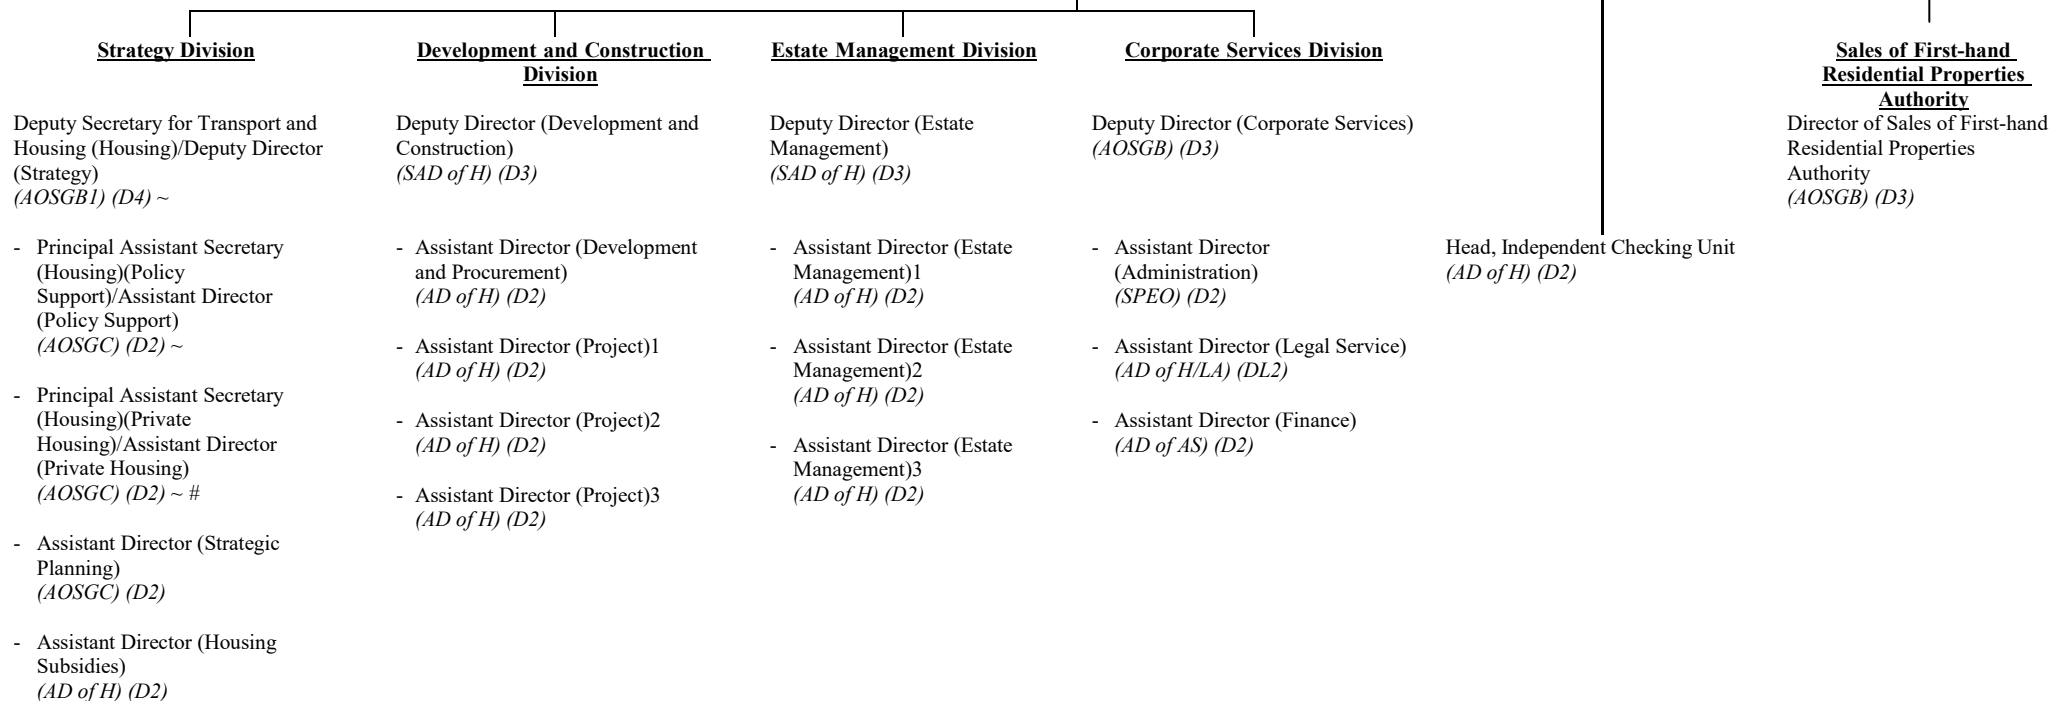 Strategy Division
Deputy Secretary for Transport and
Housing (Housing)/Deputy Director
(Strategy)
(AOSGB1) (D4) ~
- Principal Assistant Secretary
(Housing)(Policy
Support)/Assistant Director
(Policy Support)
(AOSGC) (D2) ~
- Principal Assistant Secretary
(Housing)(Private
Housing)/Assistant Director
(Private Housing)
(AOSGC) (D2) ~ #
- Assistant Director (Strategic
Planning)
(AOSGC) (D2)
- Assistant Director (Housing
Subsidies)
(AD of H) (D2)
Development and Construction
Division
Deputy Director (Development and
Construction)
(SAD of H) (D3)
- Assistant Director (Development
and Procurement)
(AD of H) (D2)
- Assistant Director (Project)1
(AD of H) (D2)
- Assistant Director (Project)2
(AD of H) (D2)
- Assistant Director (Project)3
(AD of H) (D2)
Estate Management Division
Deputy Director (Estate
Management)
(SAD of H) (D3)
- Assistant Director (Estate
Management)1
(AD of H) (D2)
- Assistant Director (Estate
Management)2
(AD of H) (D2)
- Assistant Director (Estate
Management)3
(AD of H) (D2)
Corporate Services Division
Deputy Director (Corporate Services)
(AOSGB) (D3)
- Assistant Director
(Administration)
(SPEO) (D2)
- Assistant Director (Legal Service)
(AD of H/LA) (DL2)
- Assistant Director (Finance)
(AD of AS) (D2)
Head, Independent Checking Unit
(AD of H) (D2)
Sales of First-hand
Residential Properties
Authority
Director of Sales of First-hand
Residential Properties
Authority
(AOSGB) (D3)